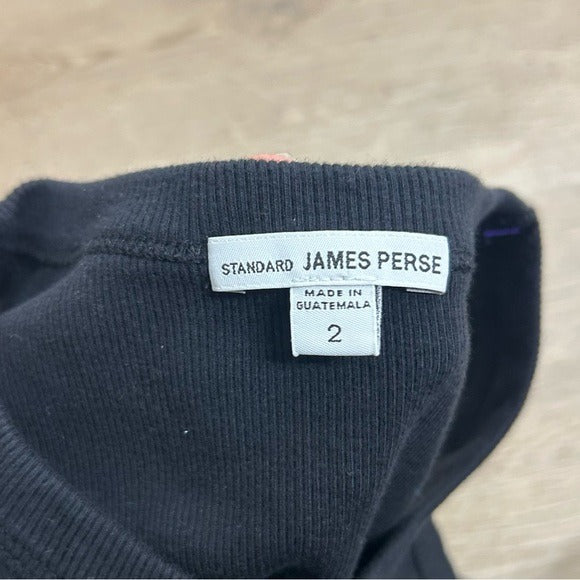 STANDARD JAMES PERSE
MADE IN
GUATEMALA
2